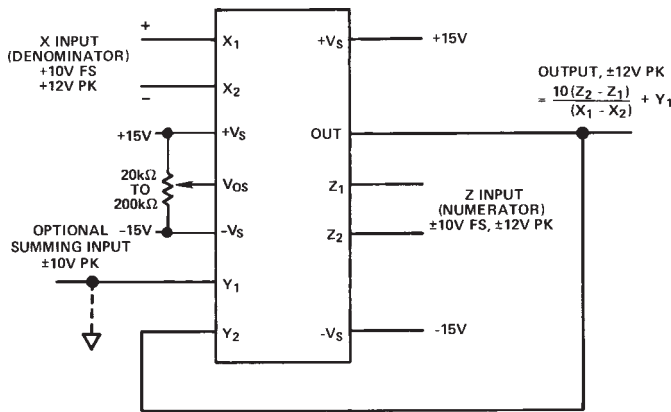 X INPUT
(DENOMINATOR)
+10V FS
+12V PK
+
–
X1
X2
+VS
VOS
-VS
Y1
Y2
+15V
20kΩ
TO
200kΩ
-15V
OPTIONAL
SUMMING INPUT
±10V PK
+VS
OUT
Z1
Z2
-VS
+15V
OUTPUT, ±12V PK
= 10(Z2 - Z1) / (X1 - X2) + Y1
Z INPUT
(NUMERATOR)
±10V FS, ±12V PK
-15V